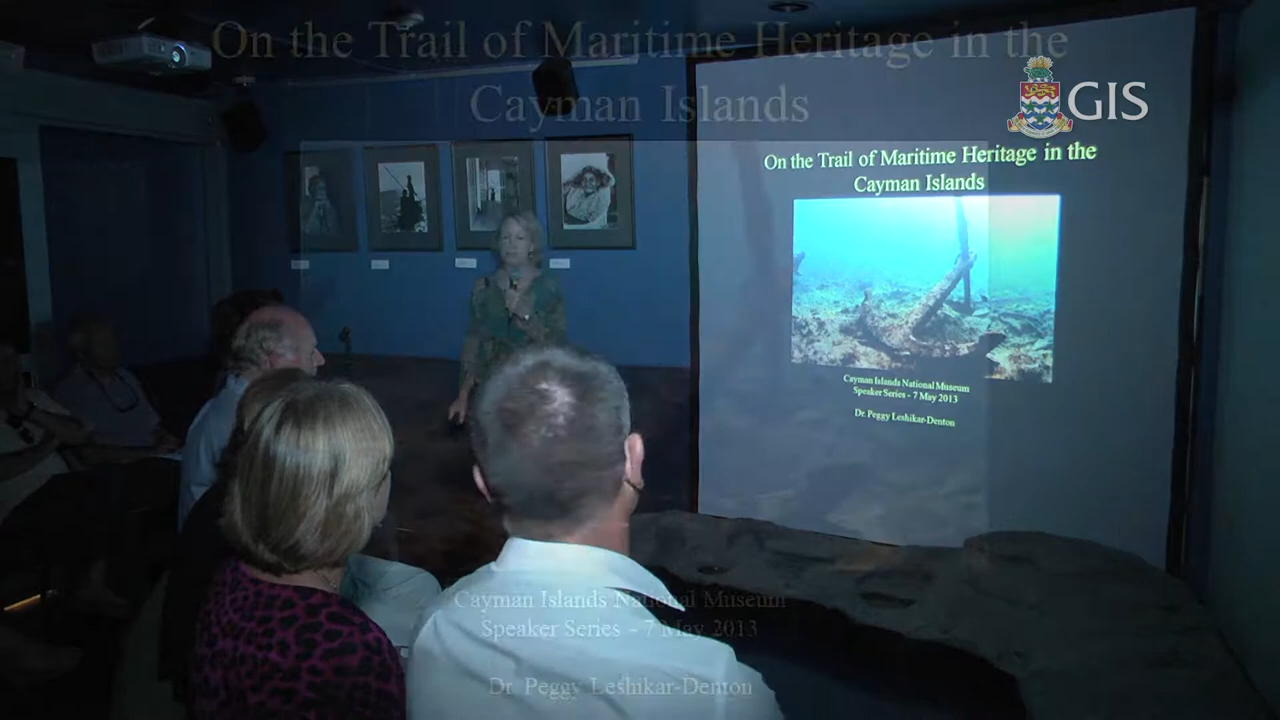 On the Trail of Maritime Heritage in the
Cayman Islands
GIS
On the Trail of Maritime Heritage in the
Cayman Islands
Cayman Islands National Museum
Speaker Series - 7 May 2013
Dr. Peggy Leshikar-Denton
Cayman Islands National Museum
Speaker Series - 7 May 2013
Dr. Peggy Leshikar-Denton